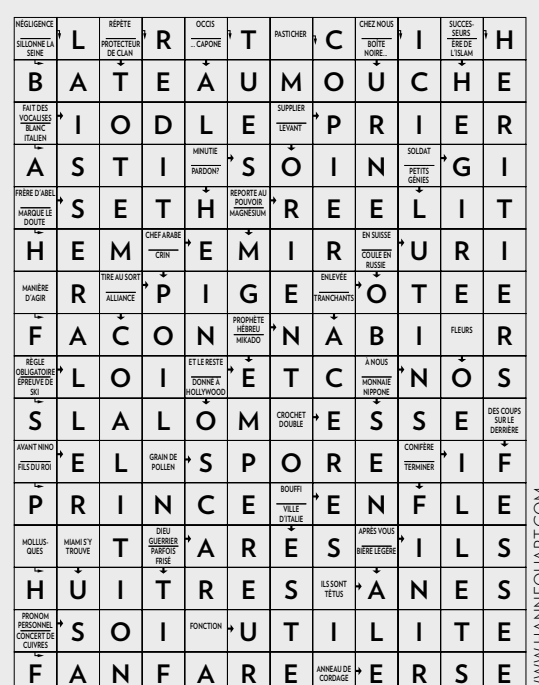 NÉGLIGENCE
SILLONNE LA
SEINE
L
RÉPÈTE
PROTECTEUR
DE CLAN
R
OCCIS
... CAPONE
T
PASTICHER
C
CHEZ NOUS
BOÎTE
NOIRE...
I
SUCCES-
SEURS
ÈRE DE
L'ISLAM
H
B A T E A U M O U C H E
FAIT DES
VOCALISES
BLANC
ITALIEN
I O D L E
SUPPLIER
LEVANT
P R I E R
A S T I
MINUTIE
PARDON?
S O I N
SOLDAT
PETITS
GÉNIES
G I
FRÈRE D'ABEL
MARQUE LE
DOUTE
S E T H
REPORTE AU
POUVOIR
MAGNÉSIUM
R E E L I T
H E M
CHEF ARABE
CRIN
E M I R
EN SUISSE
COULE EN
RUSSIE
U R I
MANIÈRE
D'AGIR
R
TIRE AU SORT
ALLIANCE
P I G E
ENLEVÉE
TRANCHANTS
O T E E
F A C O N
PROPHÈTE
HÉBREU
MIKADO
N A B I
FLEURS
R
RÈGLE
OBLIGATOIRE
ÉPREUVE DE
SKI
L O I
ET LE RESTE
DONNÉ À
HOLLYWOOD
E T C
À NOUS
MONNAIE
NIPPONE
N O S
S L A L O M
CROCHET
DOUBLE
E S S E
DES COUPS
SUR LE
DERRIÈRE
AVANT NINO
FILS DU ROI
E L
GRAIN DE
POLLEN
S P O R E
CONIFÈRE
TERMINER
I F
P R I N C E
BOUFFI
VILLE
D'ITALIE
E N F L E
MOLLUS-
QUES
MIAMI S'Y
TROUVE
T
DIEU
GUERRIER
PARFOIS
FRISÉ
A R E S
APRÈS VOUS
BIÈRE LÉGÈRE
I L S
H U I T R E S
ILS SONT
TÊTUS
A N E S
PRONOM
PERSONNEL
CONCERT DE
CUIVRES
S O I
FONCTION
U T I L I T E
F A N F A R E
ANNEAU DE
CORDAGE
E R S E
WWW.HANNEQUART.COM